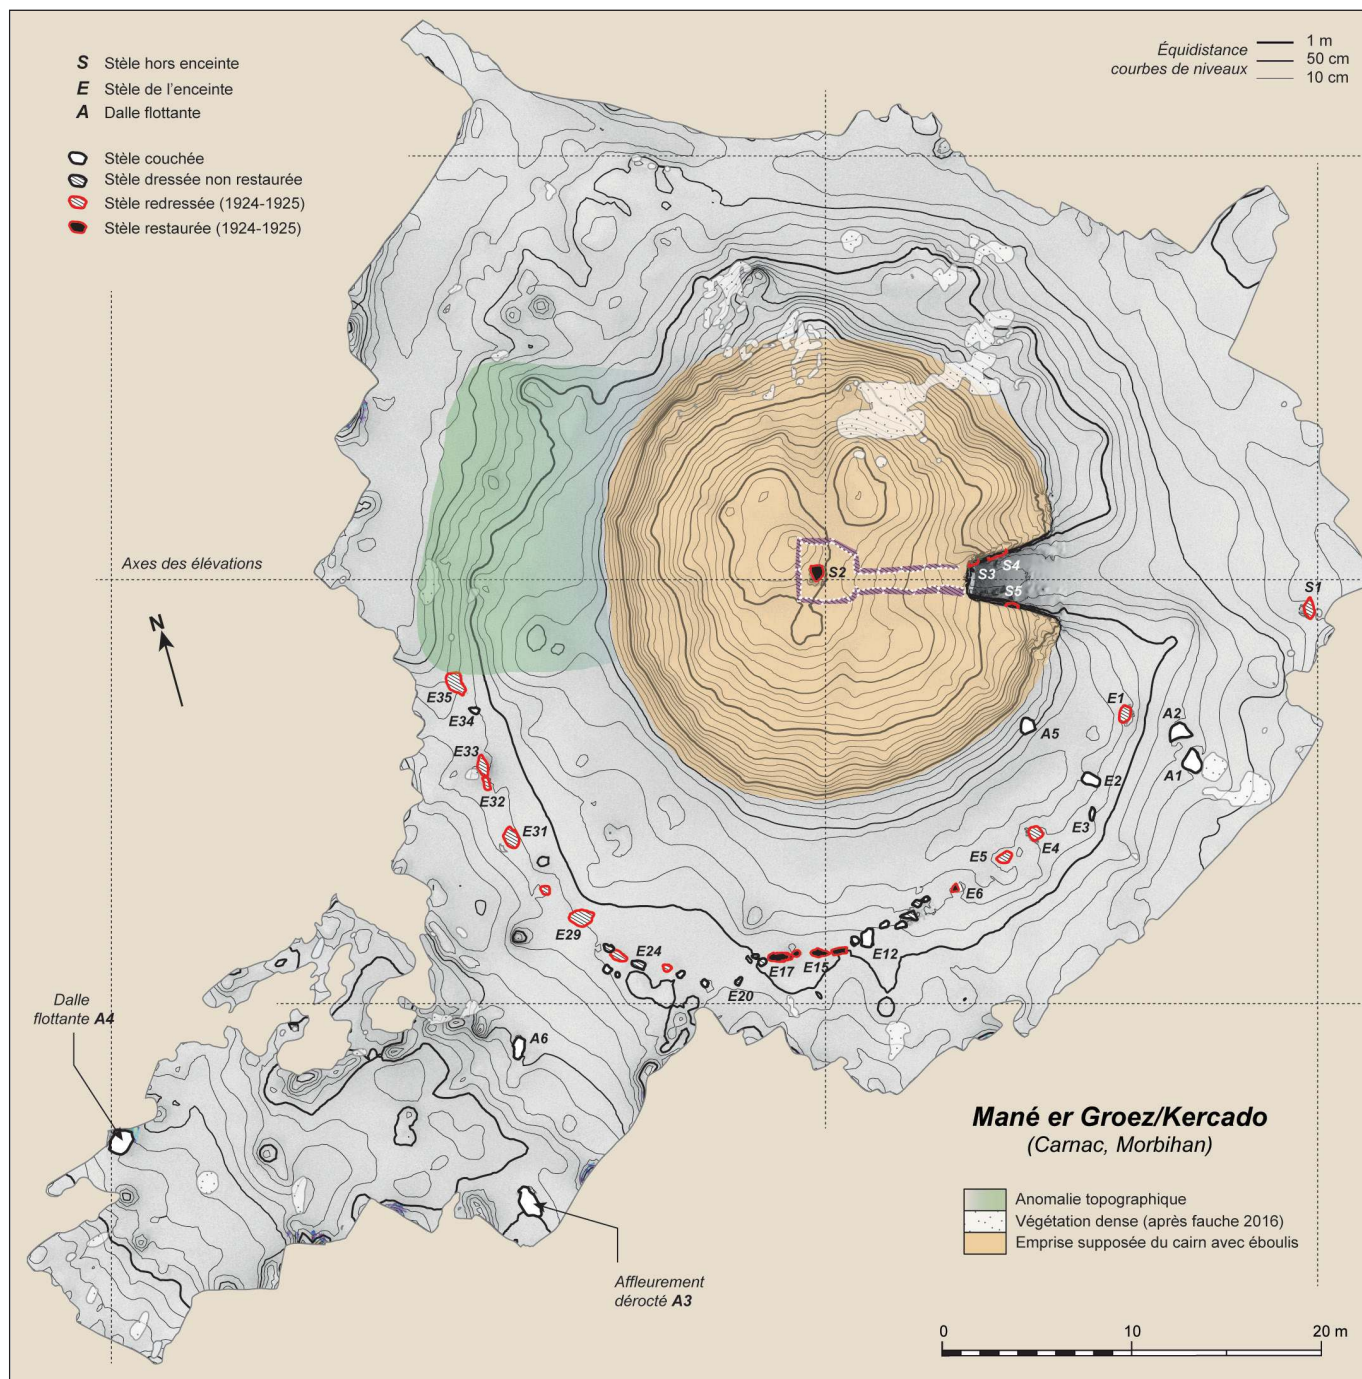 S Stèle hors enceinte
E Stèle de l'enceinte
A Dalle flottante
Stèle couchée
Stèle dressée non restaurée
Stèle redressée (1924-1925)
Stèle restaurée (1924-1925)
Équidistance
courbes de niveaux
1 m
50 cm
10 cm
Axes des élévations
N
S2
S3
S4
S5
S1
E35
E34
E33
E32
E31
E29
E24
E20
E17
E15
E12
E6
E5
E4
E3
E2
E1
A2
A1
A5
A6
Dalle
flottante A4
Affleurement
dérocté A3
Mané er Groez/Kercado
(Carnac, Morbihan)
Anomalie topographique
Végétation dense (après fauche 2016)
Emprise supposée du cairn avec éboulis
0 10 20 m